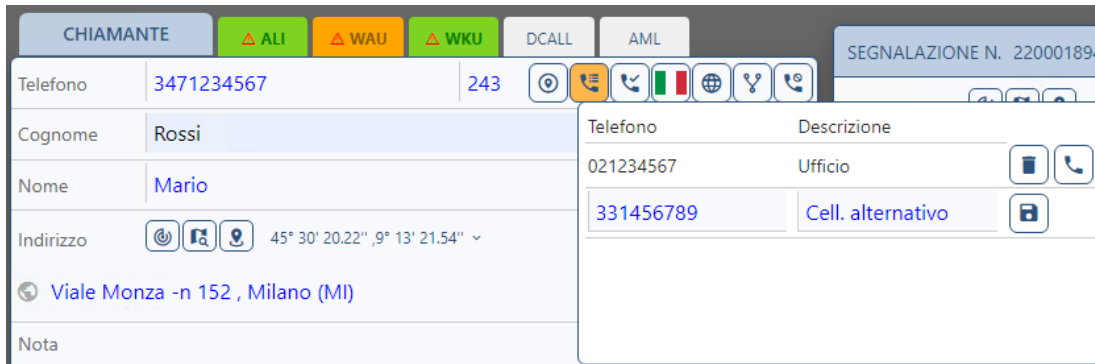 CHIAMANTE
ALI
WAU
WKU
DCALL
AML
SEGNALAZIONE N. 22000189
Telefono 3471234567 243
Cognome Rossi
Nome Mario
Indirizzo 45° 30' 20.22'' ,9° 13' 21.54''
Viale Monza -n 152 , Milano (MI)
Nota
Telefono Descrizione
021234567 Ufficio
331456789 Cell. alternativo